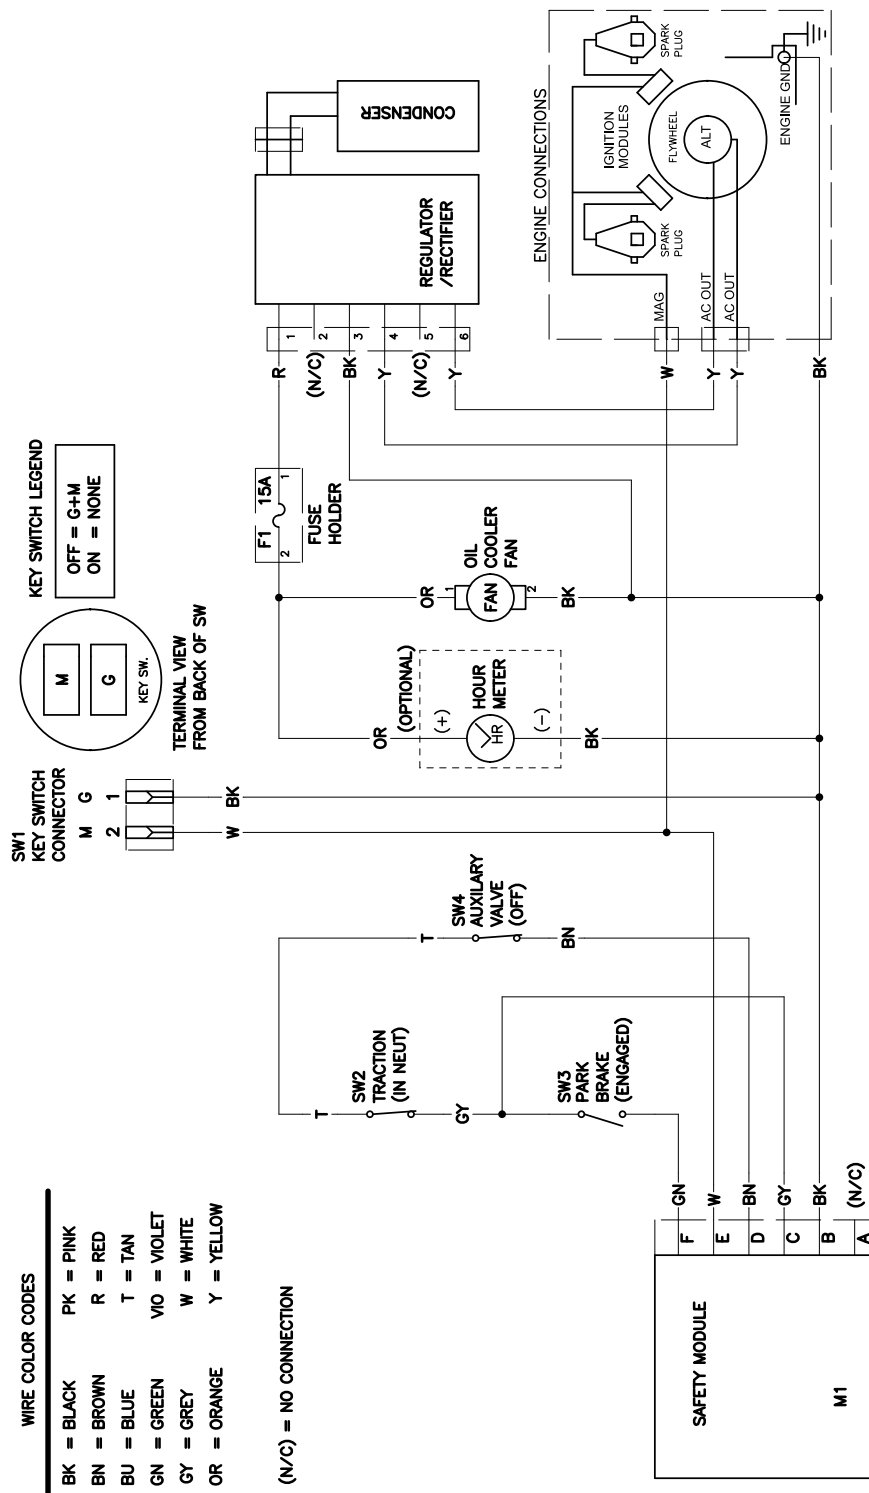 WIRE COLOR CODES
BK = BLACK
PK = PINK
BN = BROWN
R = RED
BU = BLUE
T = TAN
GN = GREEN
VIO = VIOLET
GY = GREY
W = WHITE
OR = ORANGE
Y = YELLOW
(N/C) = NO CONNECTION
SW1
KEY SWITCH
CONNECTOR
M G
2 1
W
BK
M
G
KEY SW.
TERMINAL VIEW
FROM BACK OF SW
KEY SWITCH LEGEND
OFF = G+M
ON = NONE
T
SW2
TRACTION
(IN NEUT)
GY
SW3
PARK
BRAKE
(ENGAGED)
T
SW4
AUXILARY
VALVE
(OFF)
BN
OR
(OPTIONAL)
(+)
HR
HOUR
METER
(-)
BK
OR
1
FAN
2
OIL
COOLER
FAN
BK
F1 15A
2 1
FUSE
HOLDER
R
(N/C)
BK
Y
(N/C)
Y
1
2
3
4
5
6
REGULATOR
/RECTIFIER
CONDENSER
ENGINE CONNECTIONS
SPARK
PLUG
SPARK
PLUG
IGNITION
MODULES
FLYWHEEL
ALT
MAG
AC OUT
AC OUT
ENGINE GND
W
Y
Y
BK
GN
W
BN
GY
BK
(N/C)
F
E
D
C
B
A
SAFETY MODULE
M1